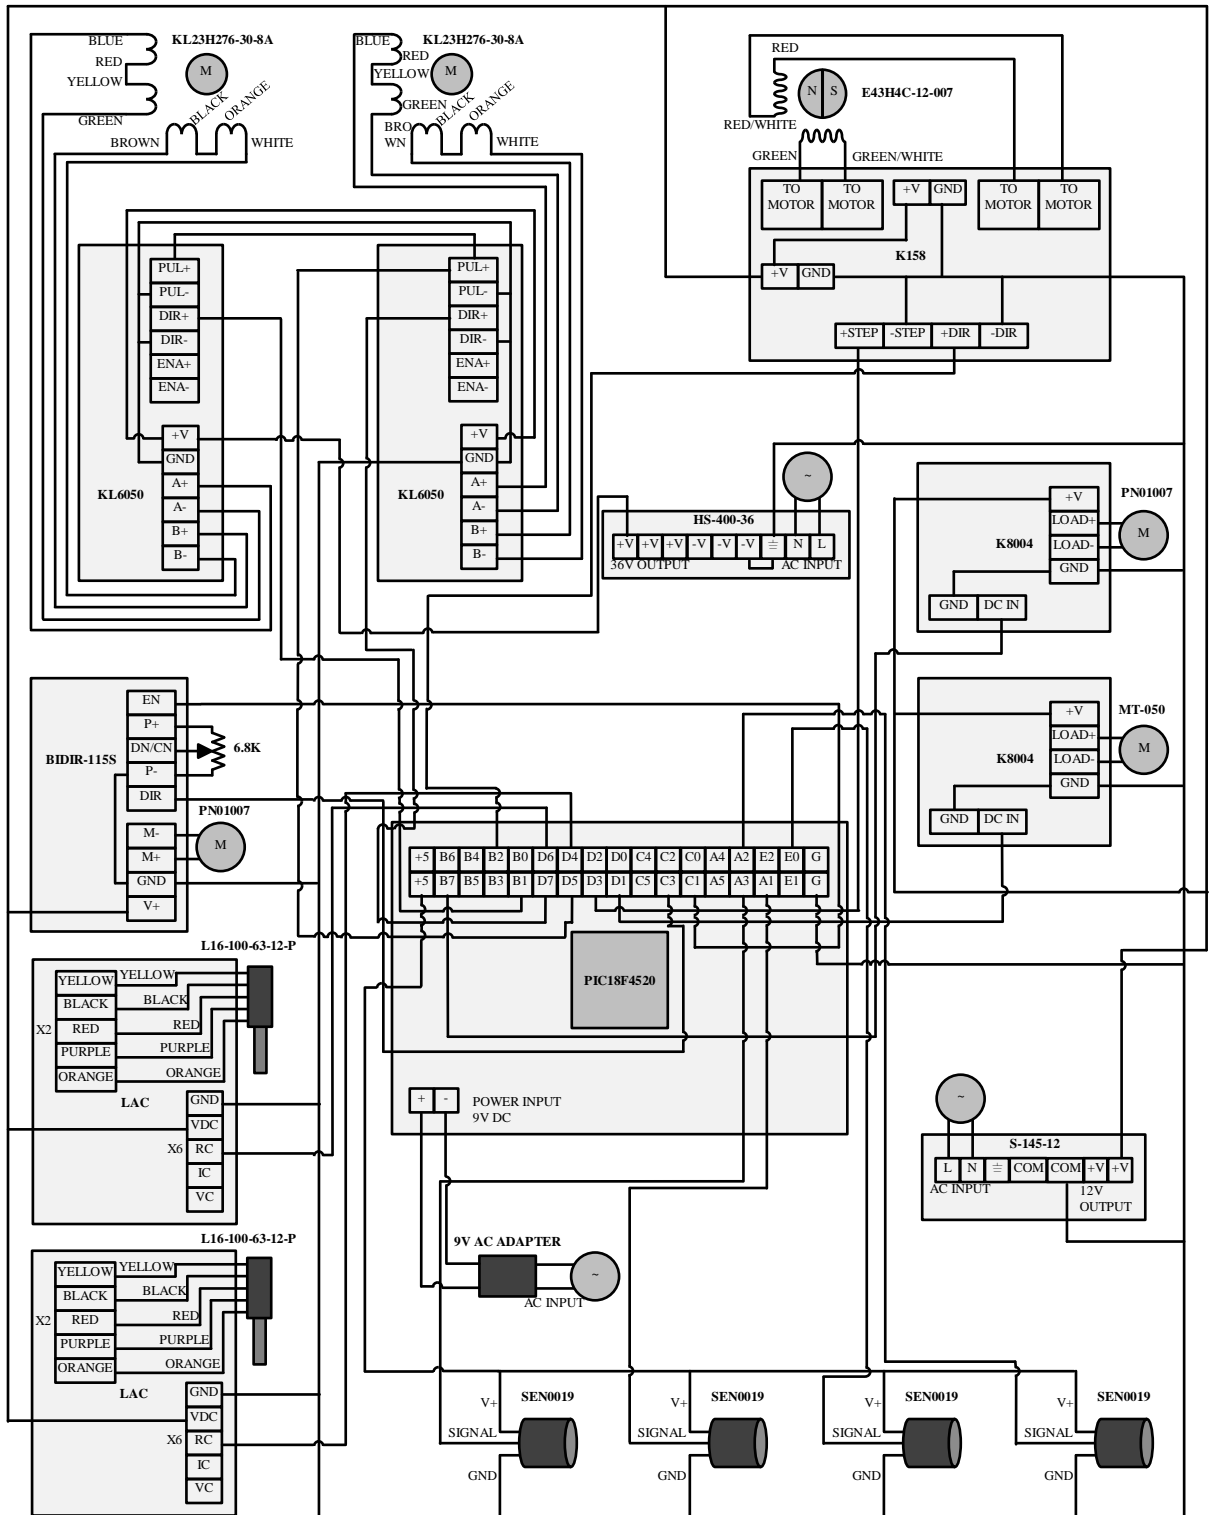 KL23H276-30-8A
BLUE
RED
YELLOW
GREEN
M
BROWN
BLACK
ORANGE
WHITE
KL23H276-30-8A
BLUE
RED
YELLOW
GREEN
M
BRO
WN
BLACK
ORANGE
WHITE
RED
N
S
E43H4C-12-007
RED/WHITE
GREEN
GREEN/WHITE
TO
MOTOR
TO
MOTOR
+V
GND
TO
MOTOR
TO
MOTOR
K158
+V
GND
+STEP
-STEP
+DIR
-DIR
PUL+
PUL-
DIR+
DIR-
ENA+
ENA-
+V
GND
A+
A-
B+
B-
KL6050
PUL+
PUL-
DIR+
DIR-
ENA+
ENA-
+V
GND
A+
A-
B+
B-
KL6050
~
HS-400-36
+V
+V
+V
-V
-V
-V
N
L
36V OUTPUT
AC INPUT
+V
LOAD+
LOAD-
GND
K8004
PN01007
M
GND
DC IN
+V
LOAD+
LOAD-
GND
K8004
MT-050
M
GND
DC IN
BIDIR-115S
EN
P+
DN/CN
P-
DIR
6.8K
PN01007
M
M-
M+
GND
V+
+5
B6
B4
B2
B0
D6
D4
D2
D0
C4
C2
C0
A4
A2
E2
E0
G
+5
B7
B5
B3
B1
D7
D5
D3
D1
C5
C3
C1
A5
A3
A1
E1
G
PIC18F4520
+
-
POWER INPUT
9V DC
L16-100-63-12-P
YELLOW
BLACK
RED
PURPLE
ORANGE
YELLOW
BLACK
RED
PURPLE
ORANGE
X2
LAC
X6
GND
VDC
RC
IC
VC
L16-100-63-12-P
YELLOW
BLACK
RED
PURPLE
ORANGE
YELLOW
BLACK
RED
PURPLE
ORANGE
X2
LAC
X6
GND
VDC
RC
IC
VC
9V AC ADAPTER
~
AC INPUT
~
S-145-12
L
N
COM
COM
+V
+V
AC INPUT
12V
OUTPUT
SEN0019
V+
SIGNAL
GND
SEN0019
V+
SIGNAL
GND
SEN0019
V+
SIGNAL
GND
SEN0019
V+
SIGNAL
GND